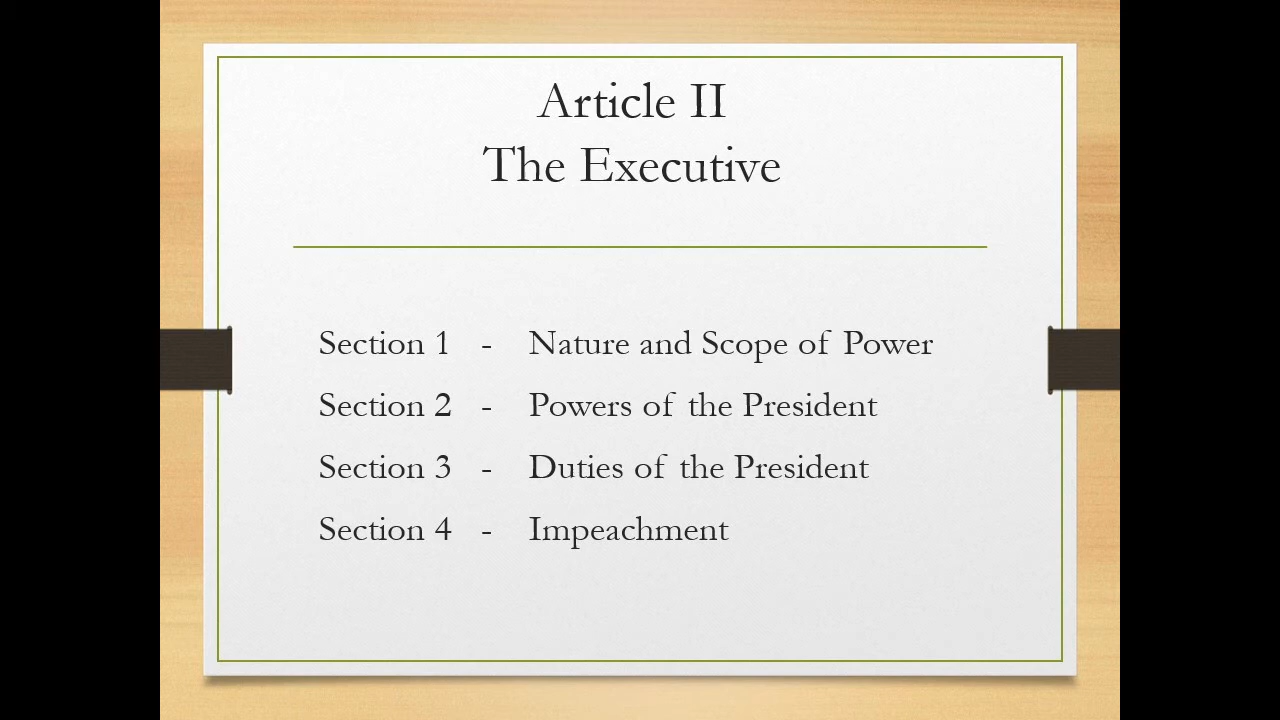 Article II
The Executive
Section 1 - Nature and Scope of Power
Section 2 - Powers of the President
Section 3 - Duties of the President
Section 4 - Impeachment